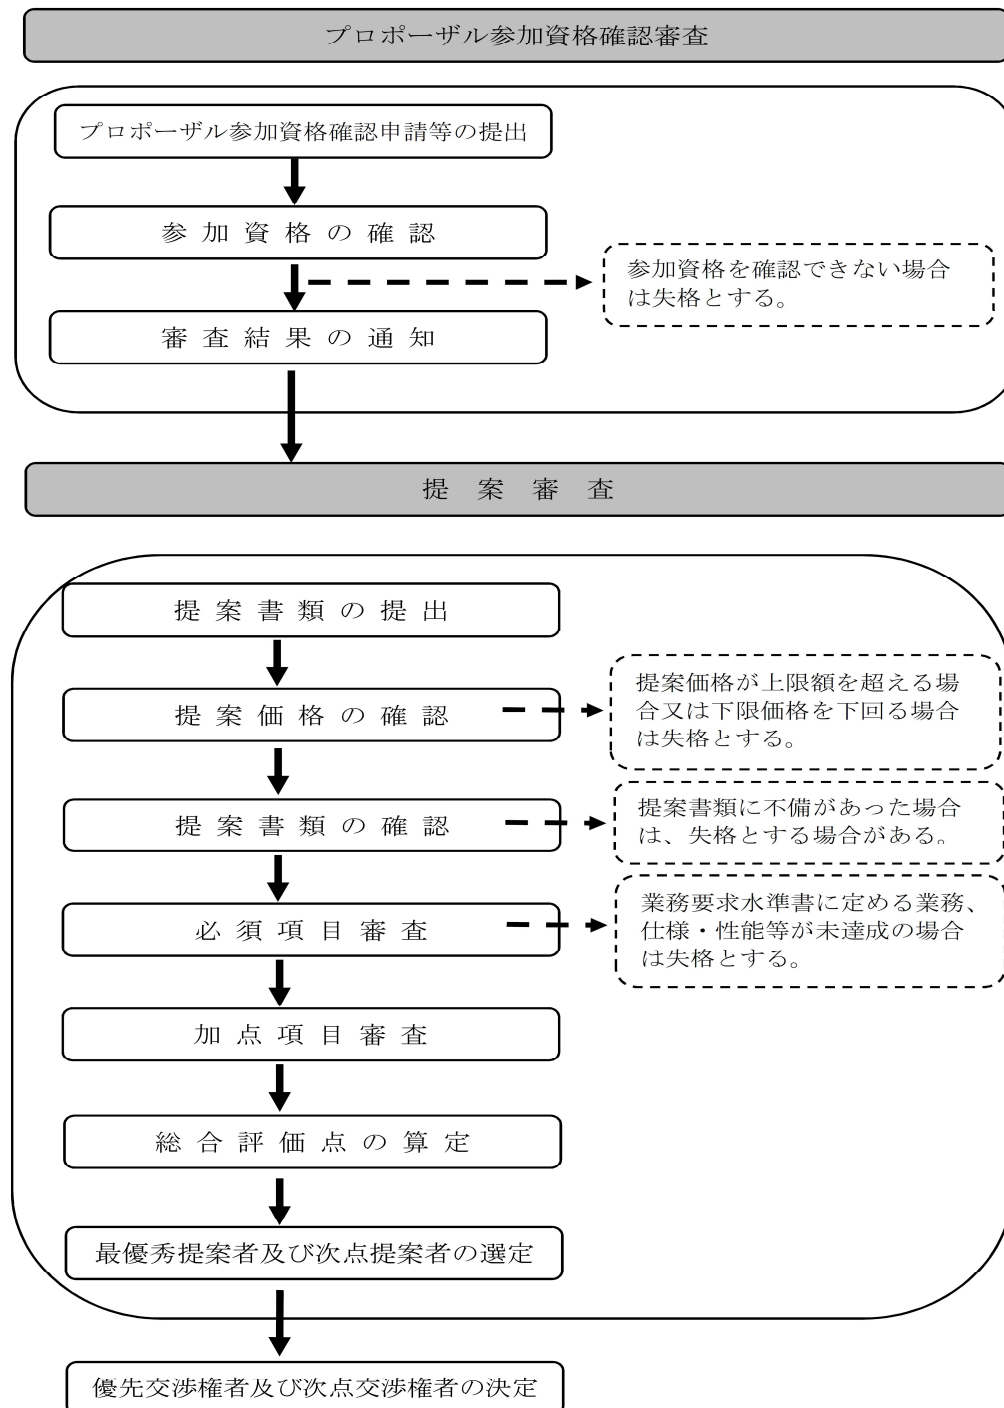 プロポーザル参加資格確認審査
プロポーザル参加資格確認申請等の提出
参加資格の確認
参加資格を確認できない場合
は失格とする。
審査結果の通知
提案審査
提案書類の提出
提案価格の確認
提案価格が上限額を超える場
合又は下限価格を下回る場合
は失格とする。
提案書類の確認
提案書類に不備があった場合
は、失格とする場合がある。
必須項目審査
業務要求水準書に定める業務、
仕様・性能等が未達成の場合
は失格とする。
加点項目審査
総合評価点の算定
最優秀提案者及び次点提案者の選定
優先交渉権者及び次点交渉権者の決定